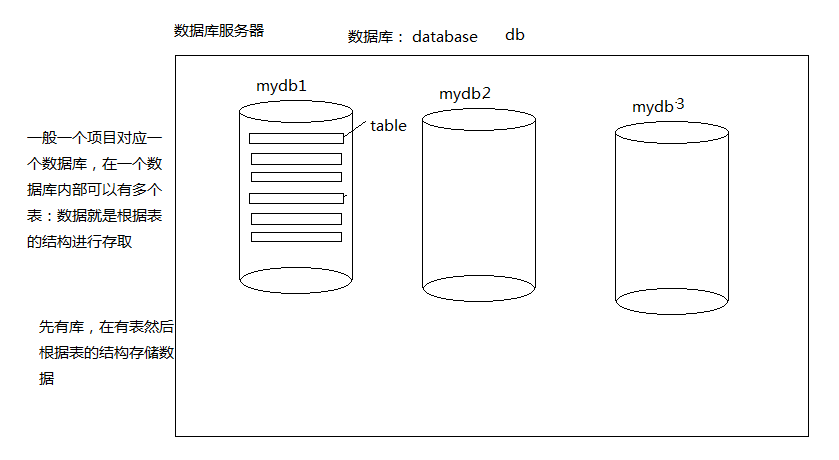 数据库服务器
数据库： database db
mydb1
mydb2
mydb3
table
一般一个项目对应一
个数据库，在一个数
据库内部可以有多个
表：数据就是根据表
的结构进行存取
先有库，在有表然后
根据表的结构存储数
据